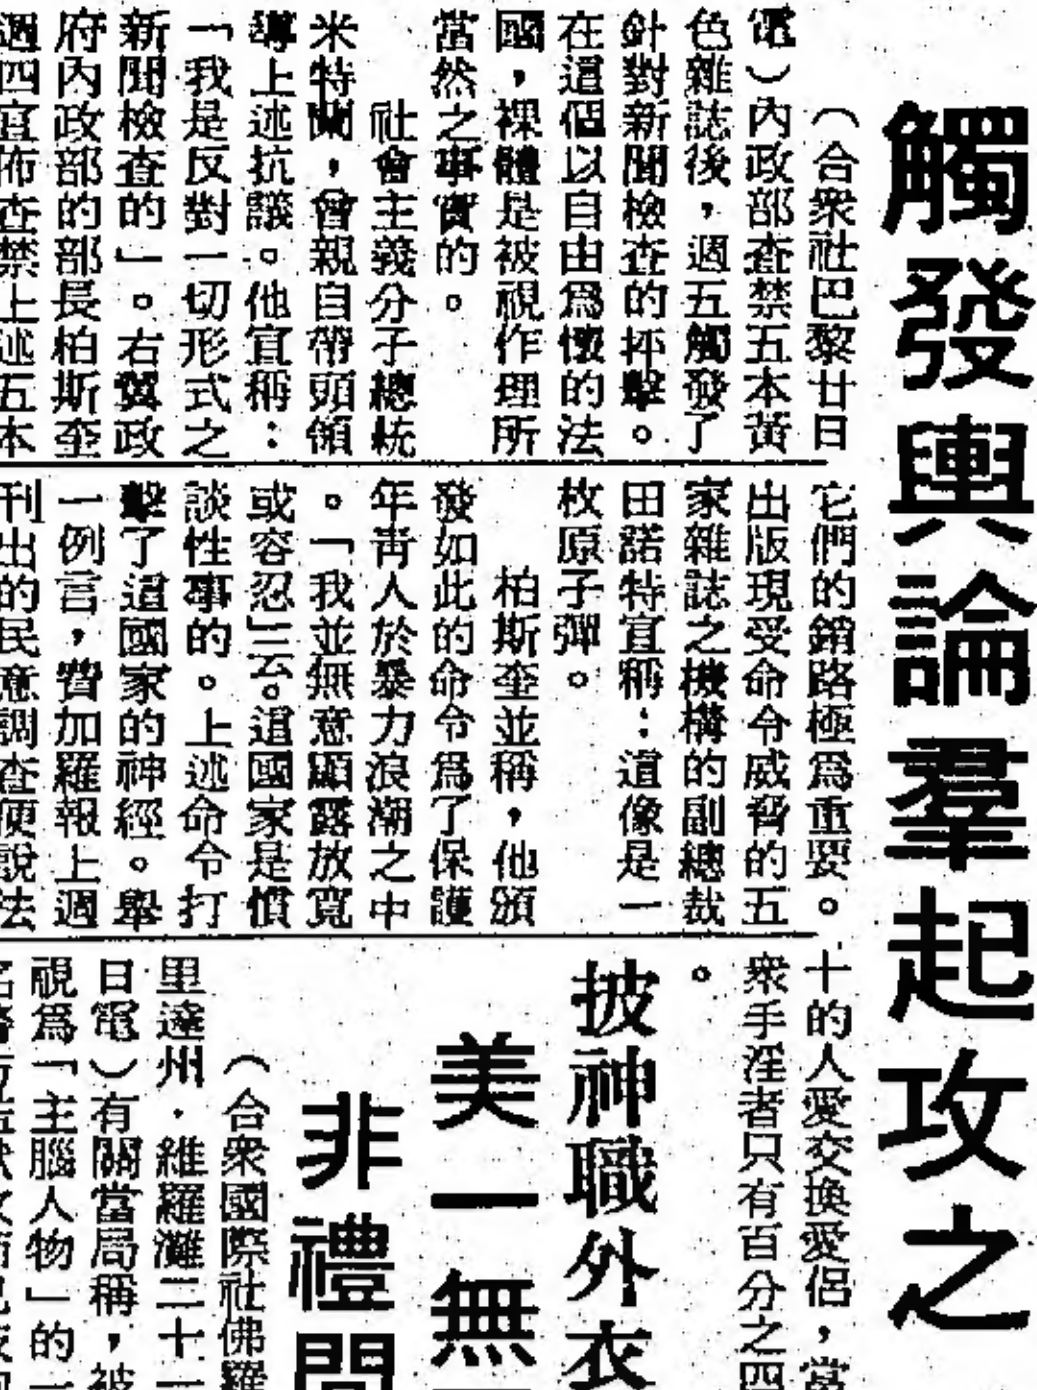 觸發輿論羣起攻之
（合衆社巴黎廿日
電）內政部查禁五本黃
色雜誌後，週五觸發了
針對新聞檢查的抨擊。
在這個以自由爲懷的法
國，裸體是被視作理所
當然之事實的。
社會主義分子總統
米特蘭，曾親自帶頭領
導上述抗議。他宣稱：
「我是反對一切形式之
新聞檢查的」。右翼政
府內政部的部長柏斯奎
週四宣佈查禁上述五本
它們的銷路極爲重要。
出版現受命令威脅的五
家雜誌之機構的副總裁
田諾特宣稱：這像是一
枚原子彈。
柏斯奎並稱，他頒
發如此的命令爲了保護
年靑人於暴力浪潮之中
。「我並無意顯露放寬
或容忍」云。這國家是慣
談性事的。上述命令打
擊了這國家的神經。舉
一例言，費加羅報上週
刊出的民意調查便說法
十的人愛交換愛侶，當
衆手淫者只有百分之四
。
披神職外衣
美一無
非禮
（合衆國際社佛羅
里達州．維羅灘二十一
日電）有關當局稱，被
視爲「主腦人物」的一